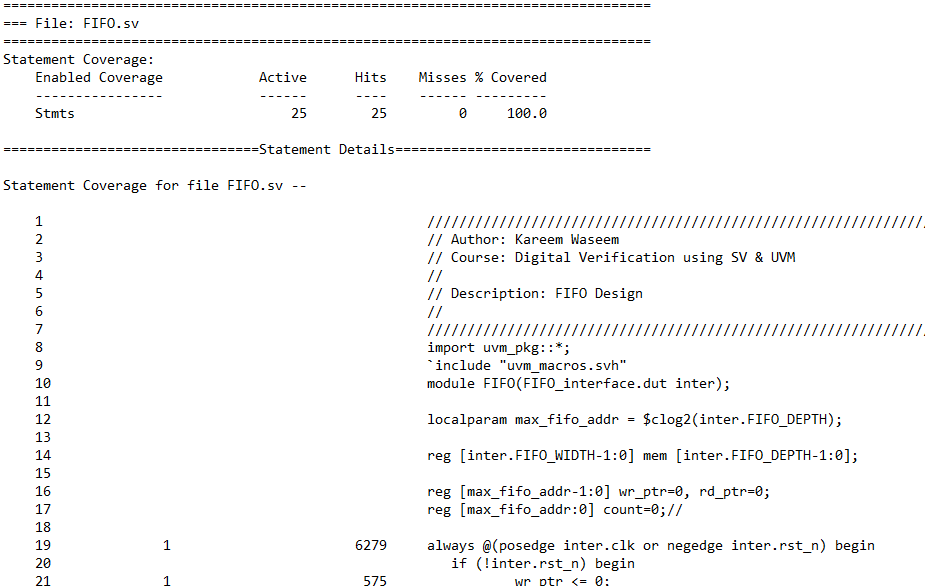 =================================================================================
=== File: FIFO.sv
=================================================================================
Statement Coverage:
    Enabled Coverage            Active      Hits    Misses % Covered
    ----------------            ------      ----    ------ ---------
    Stmts                           25        25         0     100.0

================================Statement Details================================

Statement Coverage for file FIFO.sv --

    1                                                ///////////////////////////////////////////////////////////////
    2                                                // Author: Kareem Waseem
    3                                                // Course: Digital Verification using SV & UVM
    4                                                //
    5                                                // Description: FIFO Design
    6                                                //
    7                                                ///////////////////////////////////////////////////////////////
    8                                                import uvm_pkg::*;
    9                                                `include "uvm_macros.svh"
    10                                               module FIFO(FIFO_interface.dut inter);
    11
    12                                               localparam max_fifo_addr = $clog2(inter.FIFO_DEPTH);
    13
    14                                               reg [inter.FIFO_WIDTH-1:0] mem [inter.FIFO_DEPTH-1:0];
    15
    16                                               reg [max_fifo_addr-1:0] wr_ptr=0, rd_ptr=0;
    17                                               reg [max_fifo_addr:0] count=0;//
    18
    19              1                       6279     always @(posedge inter.clk or negedge inter.rst_n) begin
    20                                                  if (!inter.rst_n) begin
    21              1                        575                wr_ptr <= 0;